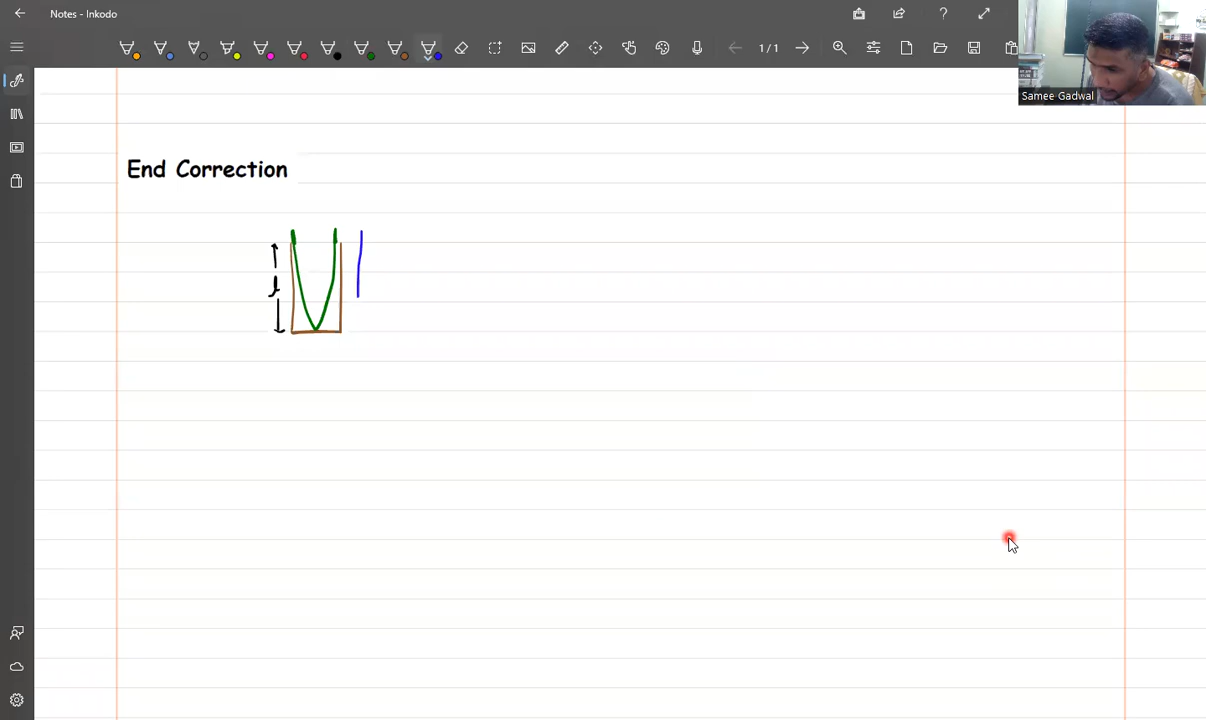 Notes - Inkodo
1 / 1
Samee Gadwal
End Correction
l